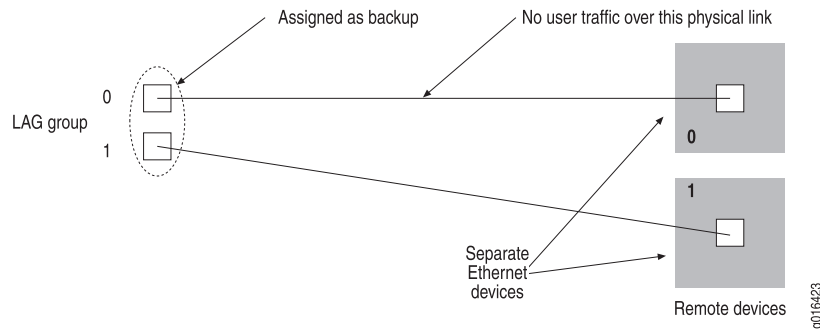 Assigned as backup
No user traffic over this physical link
0
LAG group
1
0
1
Separate
Ethernet
devices
Remote devices
g016423